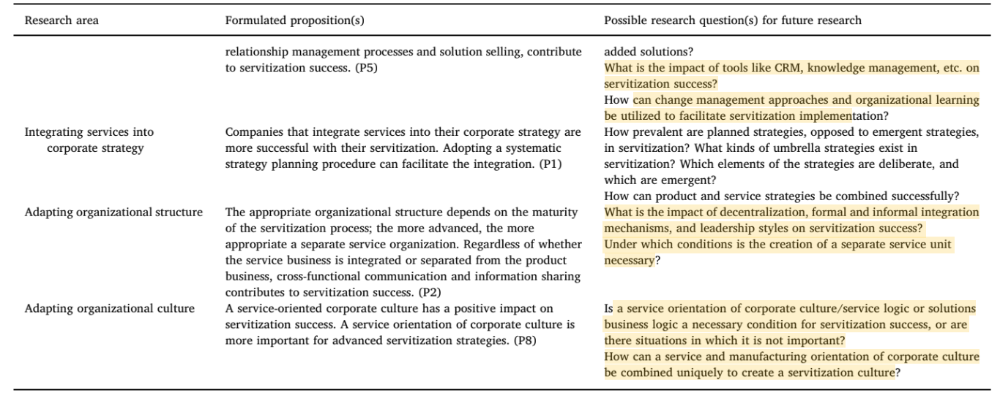 Research area
Formulated proposition(s)
Possible research question(s) for future research
relationship management processes and solution selling, contribute
to servitization success. (P5)
added solutions?
What is the impact of tools like CRM, knowledge management, etc. on
servitization success?
How can change management approaches and organizational learning
be utilized to facilitate servitization implementation?
Integrating services into
corporate strategy
Companies that integrate services into their corporate strategy are
more successful with their servitization. Adopting a systematic
strategy planning procedure can facilitate the integration. (P1)
How prevalent are planned strategies, opposed to emergent strategies,
in servitization? What kinds of umbrella strategies exist in
servitization? Which elements of the strategies are deliberate, and
which are emergent?
How can product and service strategies be combined successfully?
Adapting organizational structure
The appropriate organizational structure depends on the maturity
of the servitization process; the more advanced, the more
appropriate a separate service organization. Regardless of whether
the service business is integrated or separated from the product
business, cross-functional communication and information sharing
contributes to servitization success. (P2)
What is the impact of decentralization, formal and informal integration
mechanisms, and leadership styles on servitization success?
Under which conditions is the creation of a separate service unit
necessary?
Adapting organizational culture
A service-oriented corporate culture has a positive impact on
servitization success. A service orientation of corporate culture is
more important for advanced servitization strategies. (P8)
Is a service orientation of corporate culture/service logic or solutions
business logic a necessary condition for servitization success, or are
there situations in which it is not important?
How can a service and manufacturing orientation of corporate culture
be combined uniquely to create a servitization culture?